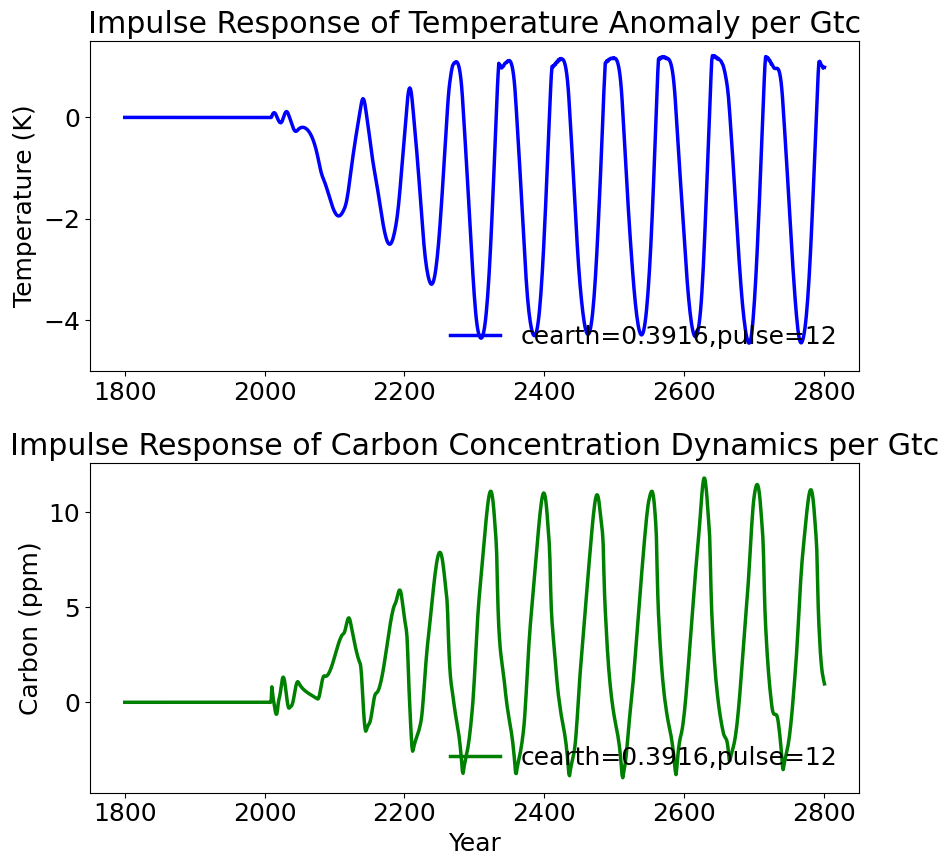 Impulse Response of Temperature Anomaly per Gtc
Temperature (K)
0
−2
−4
cearth=0.3916,pulse=12
1800 2000 2200 2400 2600 2800
Impulse Response of Carbon Concentration Dynamics per Gtc
Carbon (ppm)
10
5
0
cearth=0.3916,pulse=12
1800 2000 2200 2400 2600 2800
Year